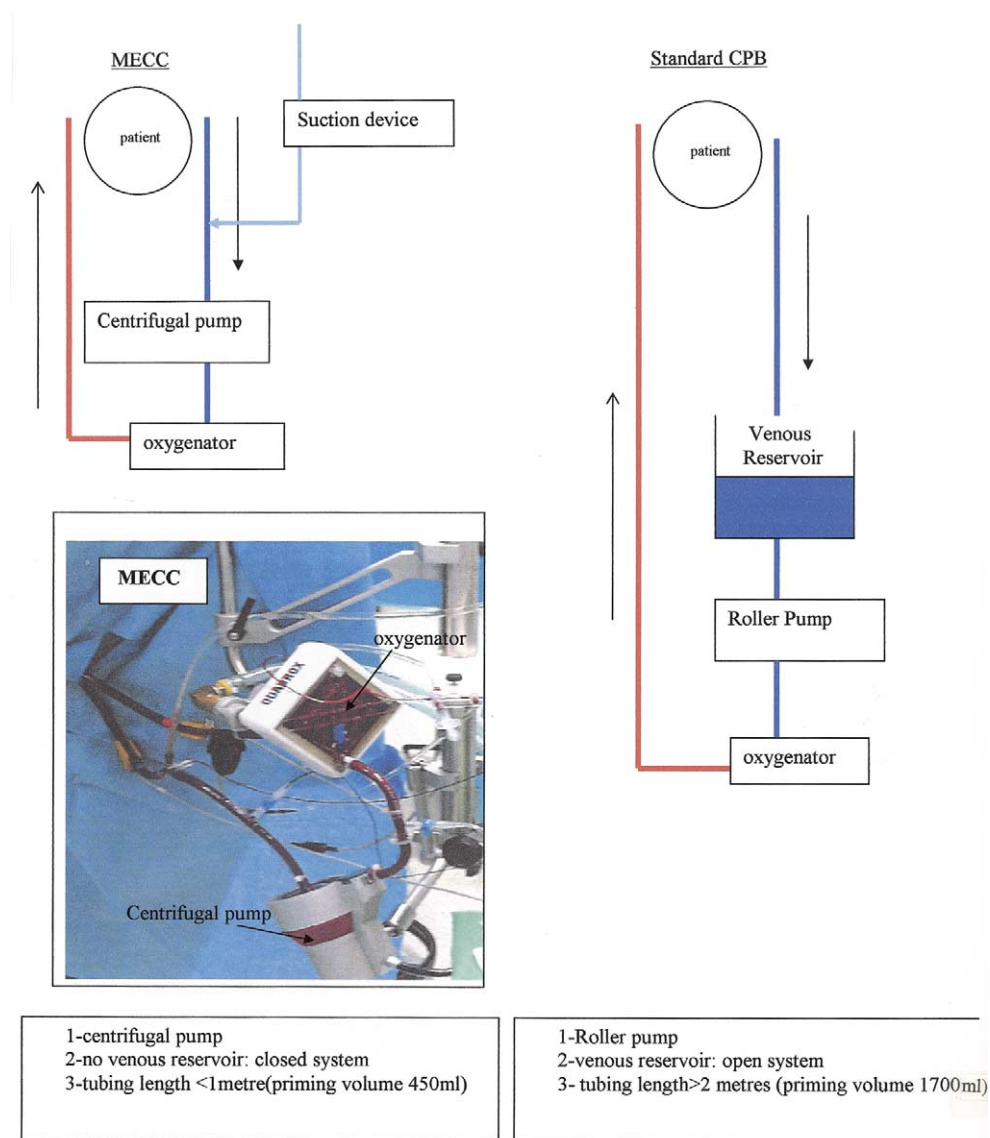 MECC
patient
Suction device
Centrifugal pump
oxygenator
MECC
oxygenator
QUADROX
Centrifugal pump
1-centrifugal pump
2-no venous reservoir: closed system
3-tubing length <1metre(priming volume 450ml)
Standard CPB
patient
Venous
Reservoir
Roller Pump
oxygenator
1-Roller pump
2-venous reservoir: open system
3- tubing length>2 metres (priming volume 1700ml)